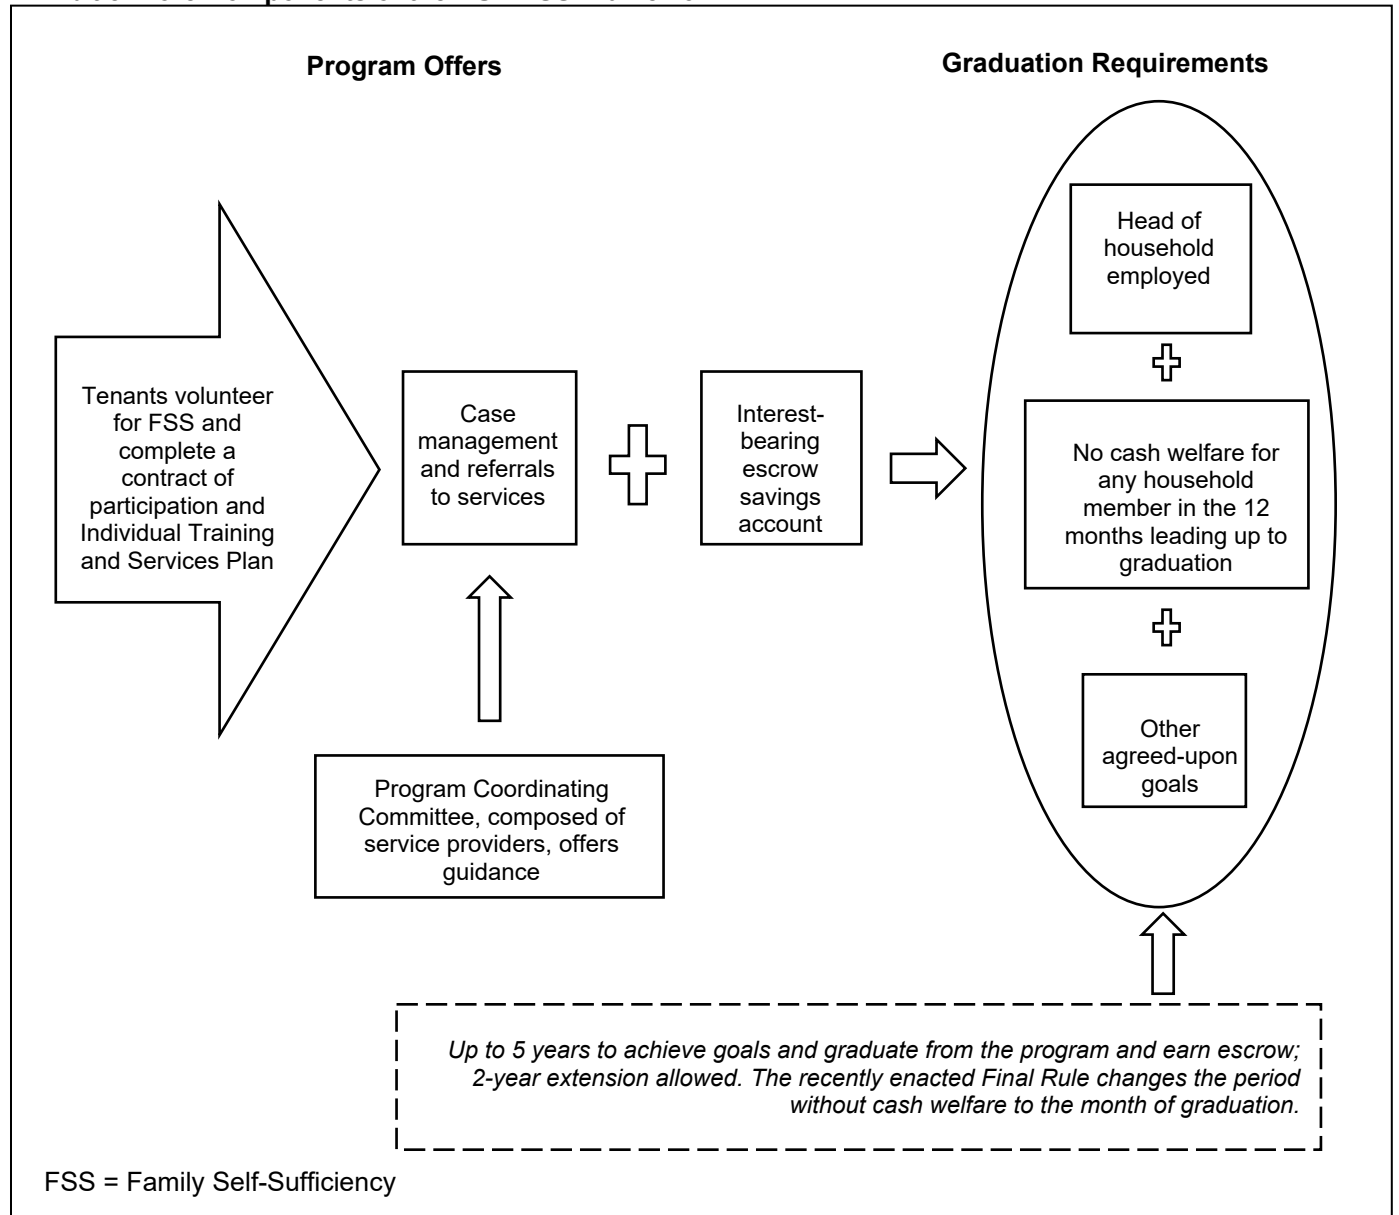 Program Offers
Graduation Requirements
Tenants volunteer
for FSS and
complete a
contract of
participation and
Individual Training
and Services Plan
Case
management
and referrals
to services
Interest-
bearing
escrow
savings
account
Head of
household
employed
No cash welfare for
any household
member in the 12
months leading up to
graduation
Other
agreed-upon
goals
Program Coordinating
Committee, composed of
service providers, offers
guidance
Up to 5 years to achieve goals and graduate from the program and earn escrow;
2-year extension allowed. The recently enacted Final Rule changes the period
without cash welfare to the month of graduation.
FSS = Family Self-Sufficiency